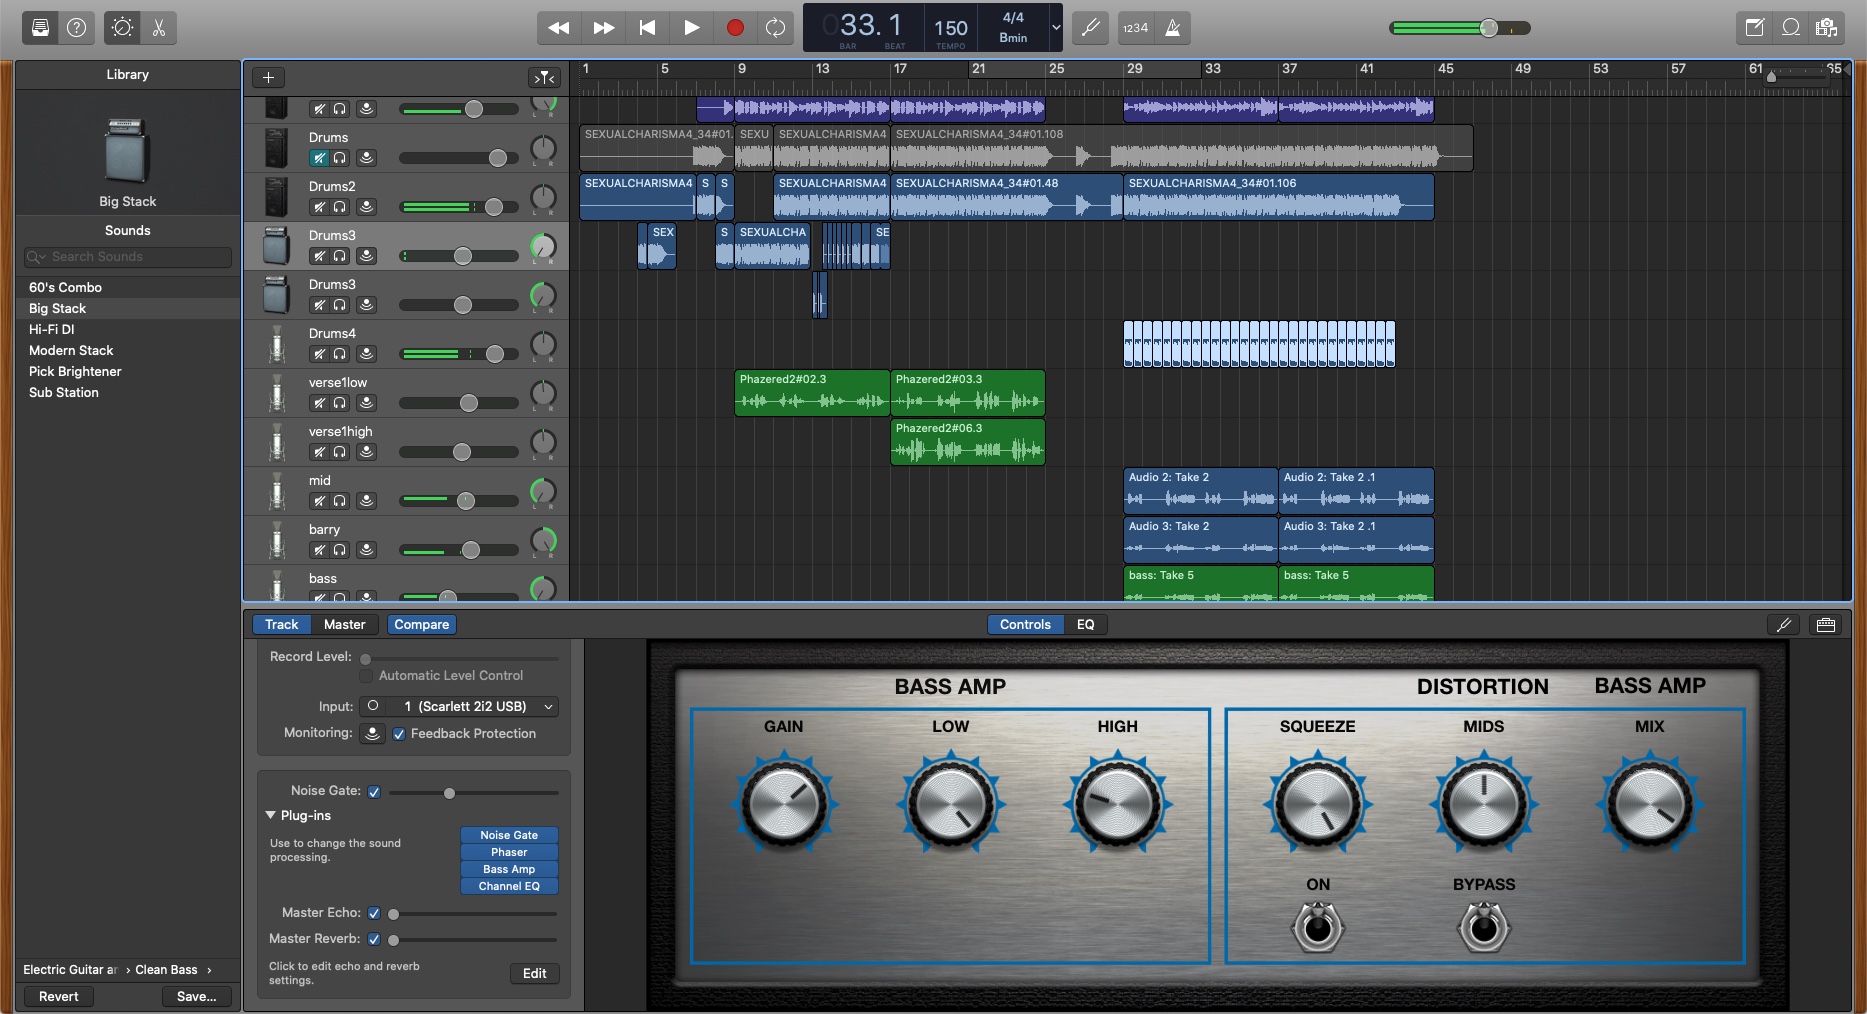 033. 1
BAR
BEAT
150
TEMPO
4/4
Bmin
1234
Library
Big Stack
Sounds
Search Sounds
60's Combo
Big Stack
Hi-Fi DI
Modern Stack
Pick Brightener
Sub Station
Electric Guitar ar › Clean Bass ›
Revert
Save...
1 5 9 13 17 21 25 29 33 37 41 45 49 53 57 61 65
L R
Drums
L R
SEXUALCHARISMA4_34#01.
SEXU
SEXUALCHARISMA4
SEXUALCHARISMA4_34#01.108
Drums2
L R
SEXUALCHARISMA4
S
S
SEXUALCHARISMA4
SEXUALCHARISMA4_34#01.48
SEXUALCHARISMA4_34#01.106
Drums3
L R
SEX
S
SEXUALCHA
SE
Drums3
L R
Drums4
L R
verse1low
L R
Phazered2#02.3
Phazered2#03.3
verse1high
L R
Phazered2#06.3
mid
L R
Audio 2: Take 2
Audio 2: Take 2 .1
barry
L R
Audio 3: Take 2
Audio 3: Take 2 .1
bass
bass: Take 5
bass: Take 5
Track
Master
Compare
Controls
EQ
Record Level:
Automatic Level Control
Input:
1 (Scarlett 2i2 USB)
Monitoring:
Feedback Protection
Noise Gate:
Plug-ins
Use to change the sound
processing.
Noise Gate
Phaser
Bass Amp
Channel EQ
Master Echo:
Master Reverb:
Click to edit echo and reverb
settings.
Edit
BASS AMP
DISTORTION
BASS AMP
GAIN
LOW
HIGH
SQUEEZE
MIDS
MIX
ON
BYPASS